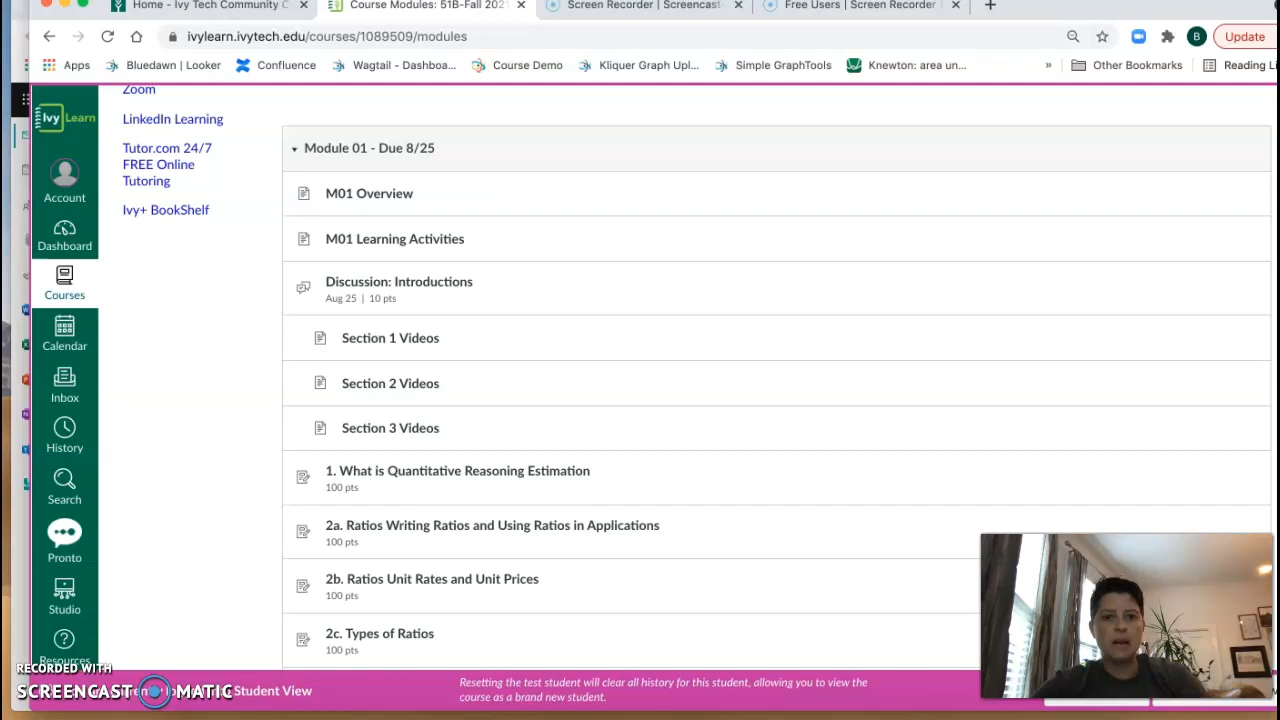 Home - Ivy Tech Community C
Course Modules: 51B-Fall 202
Screen Recorder | Screencast
Free Users | Screen Recorder
ivylearn.ivytech.edu/courses/1089509/modules
B
Update
Apps
Bluedawn | Looker
Confluence
Wagtail - Dashboa...
Course Demo
Kliquer Graph Upl...
Simple GraphTools
Knewton: area un...
»
Other Bookmarks
Reading Li
Ivy Learn
Account
Dashboard
Courses
Calendar
Inbox
History
Search
Pronto
Studio
Resources
Zoom
LinkedIn Learning
Tutor.com 24/7
FREE Online
Tutoring
Ivy+ BookShelf
Module 01 - Due 8/25
M01 Overview
M01 Learning Activities
Discussion: Introductions
Aug 25 | 10 pts
Section 1 Videos
Section 2 Videos
Section 3 Videos
1. What is Quantitative Reasoning Estimation
100 pts
2a. Ratios Writing Ratios and Using Ratios in Applications
100 pts
2b. Ratios Unit Rates and Unit Prices
100 pts
2c. Types of Ratios
100 pts
RECORDED WITH
SCREENCAST MATIC
Student View
Resetting the test student will clear all history for this student, allowing you to view the
course as a brand new student.